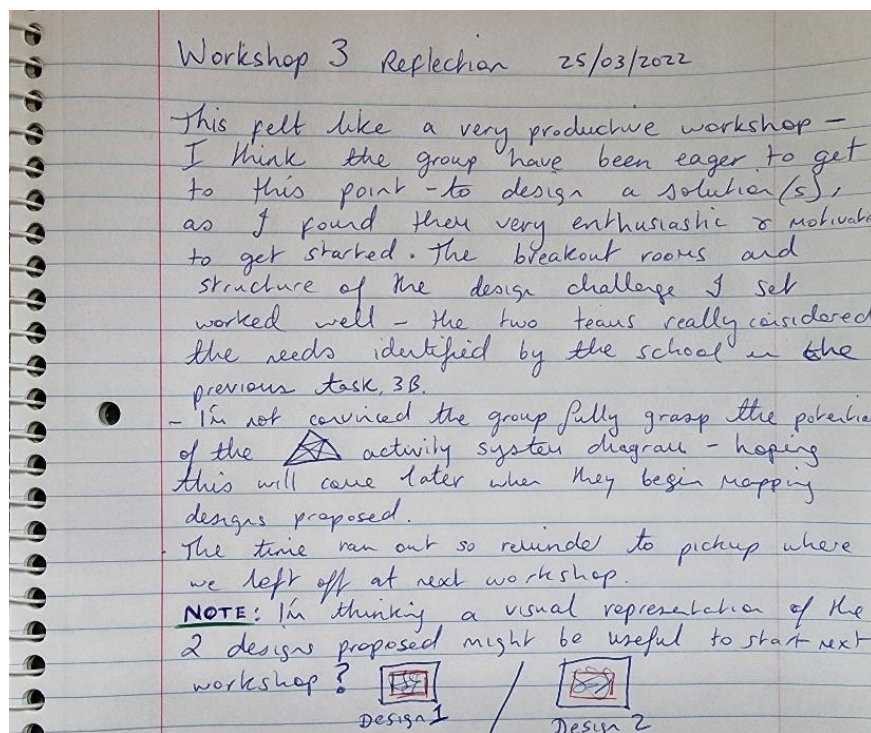 Workshop 3 Reflection 25/03/2022
This felt like a very productive workshop -
I think the group have been eager to get
to this point - to design a solution(s),
as I found them very enthusiastic & motivate
to get started. The breakout rooms and
structure of the design challenge I set
worked well - the two teams really considered
the needs identified by the school in the
previous task, 3B.
- I'm not convinced the group fully grasp the potentia
of the activity system diagram - hoping
this will come later when they begin mapping
designs proposed.
. The time ran out so reminder to pickup where
we left off at next workshop.
NOTE: I'm thinking a visual representation of the
2 designs proposed might be useful to start next
workshop?
Design 1 / Design 2